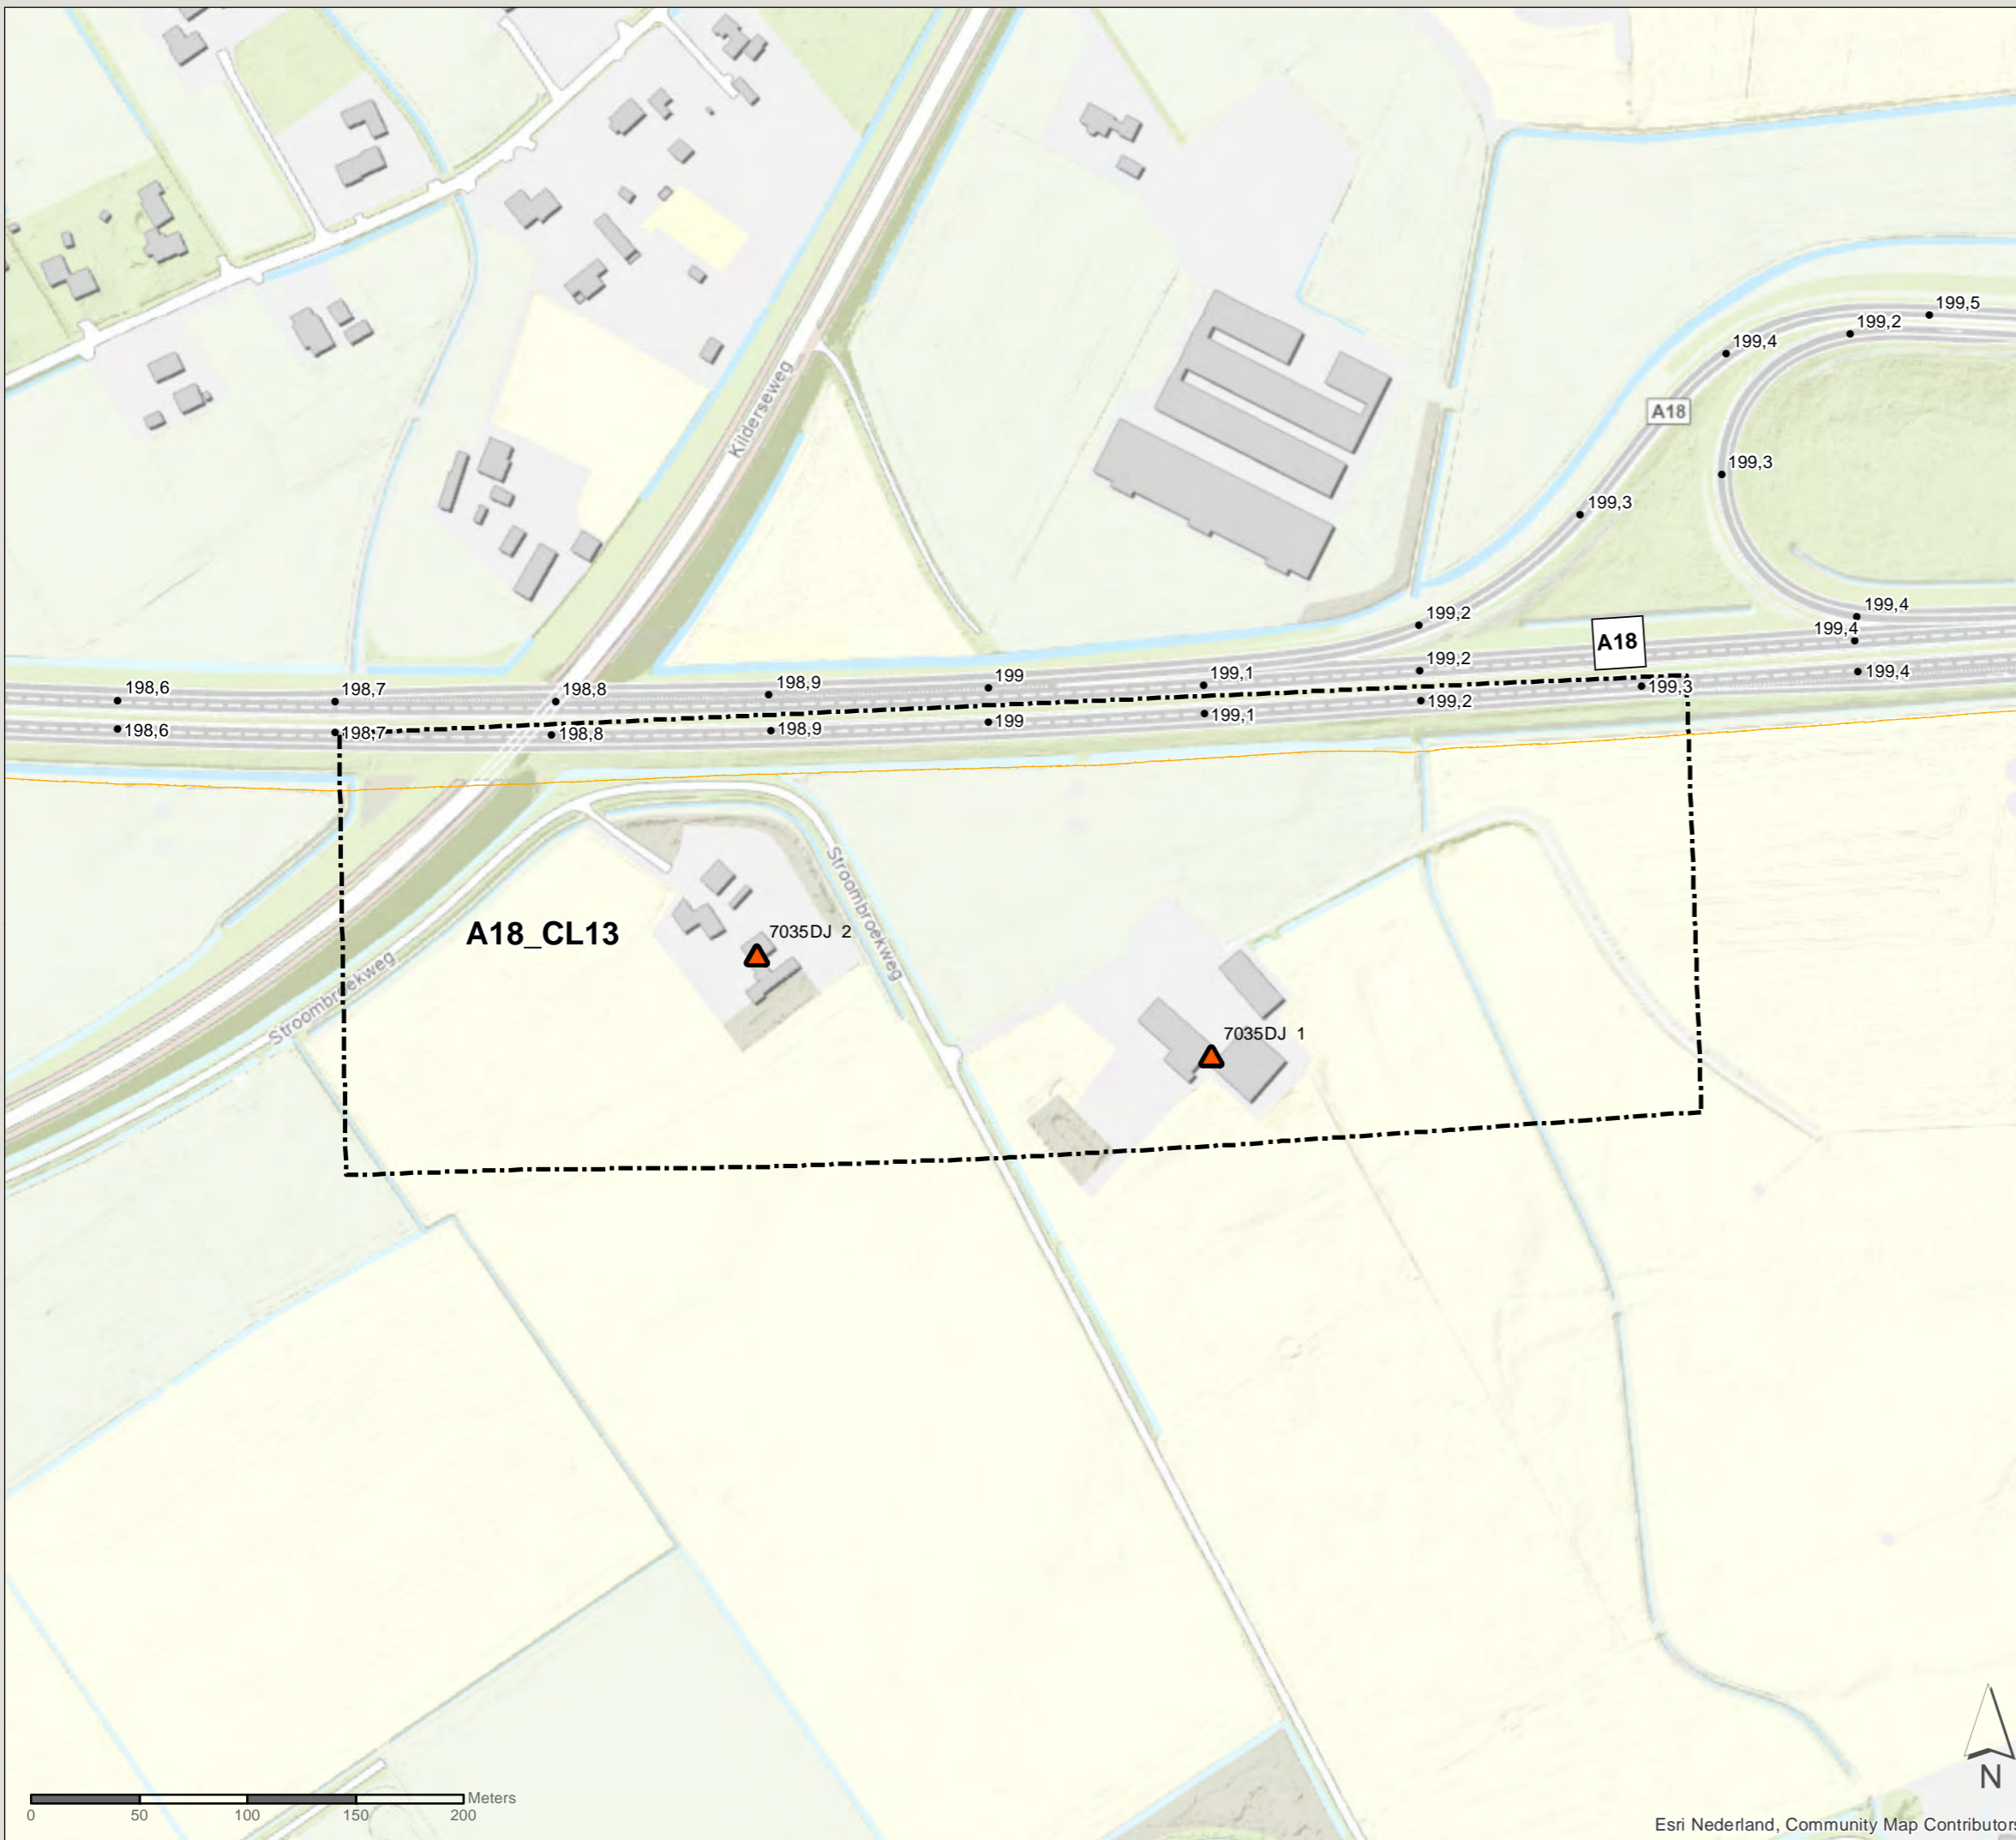 199,5
199,2
199,4
Kilderseweg
A18
199,3
199,3
199,2
199,4
A18
199,4
198,6
198,7
198,8
198,9
199
199,1
199,2
199,3
199,4
198,6
198,7
198,8
198,9
199
199,1
199,2
Stroombroekweg
A18_CL13
7035DJ 2
Stroombroekweg
7035DJ 1
N
Meters
0 50 100 150 200
Esri Nederland, Community Map Contributors